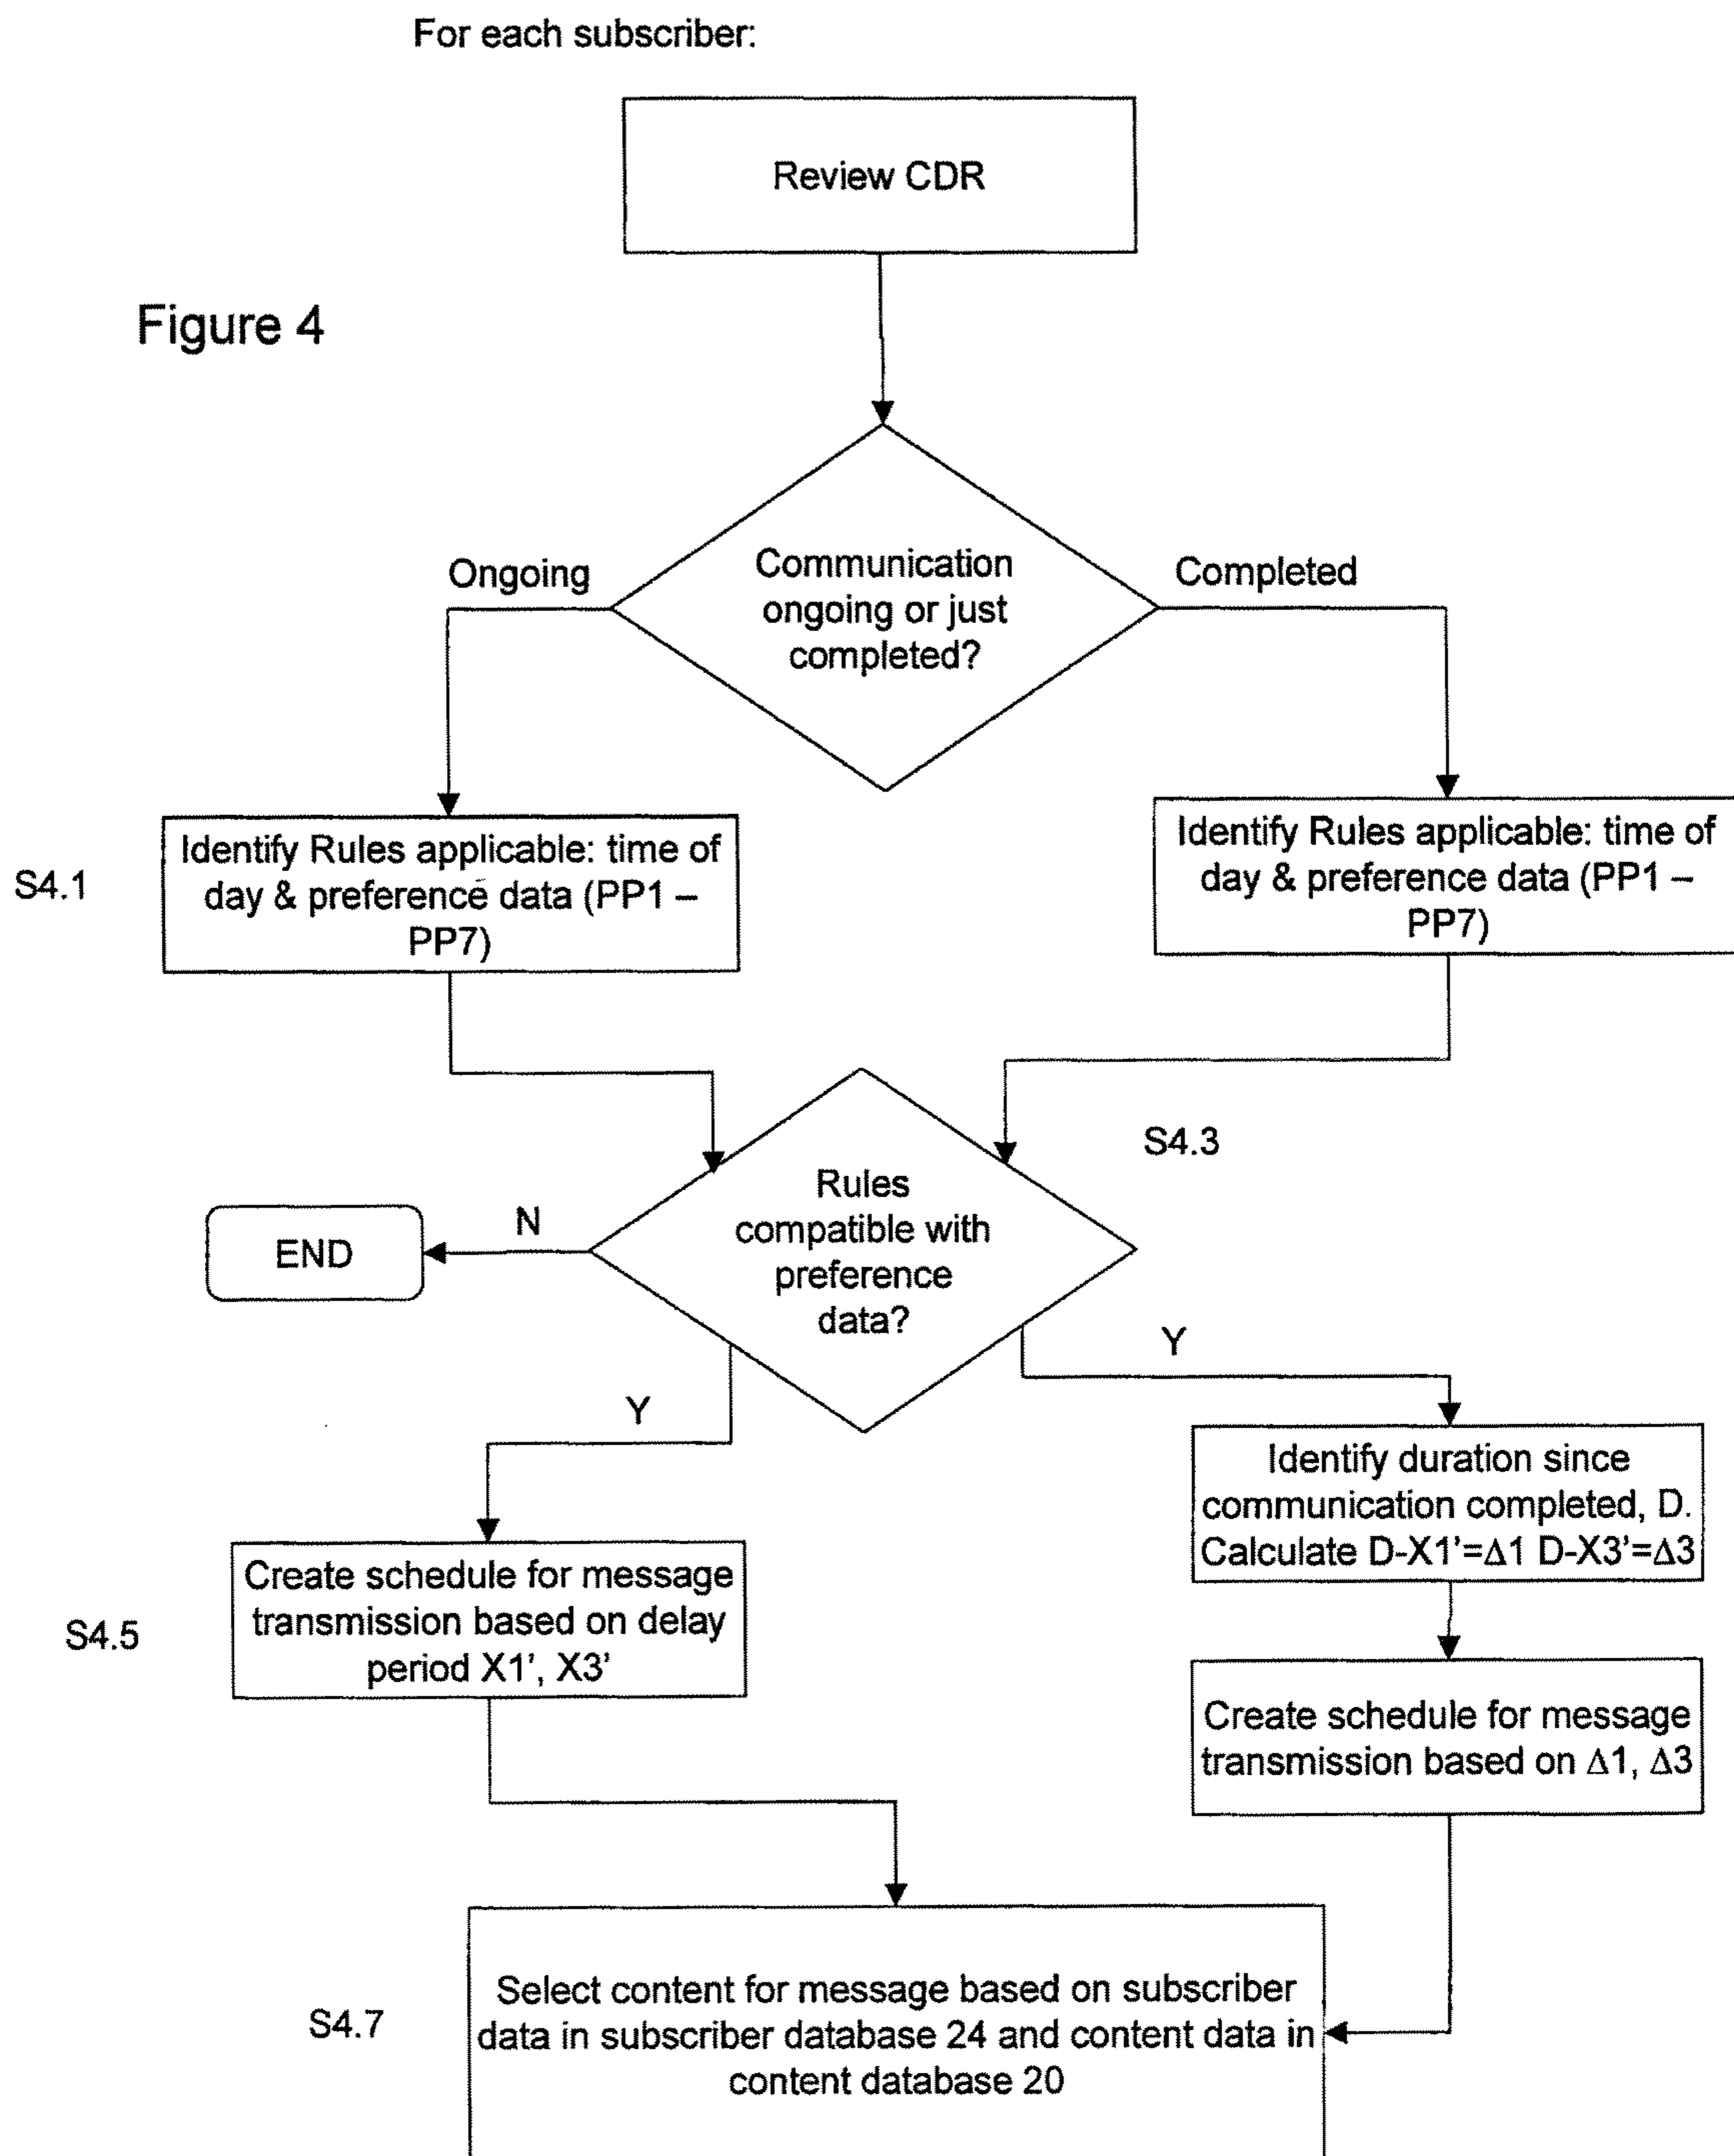 For each subscriber:
Review CDR
Figure 4
Communication
ongoing or just
completed?
Ongoing
Completed
S4.1
Identify Rules applicable: time of
day & preference data (PP1 –
PP7)
Identify Rules applicable: time of
day & preference data (PP1 –
PP7)
S4.3
Rules
compatible with
preference
data?
N
END
Y
Y
Identify duration since
communication completed, D.
Calculate D-X1'=Δ1 D-X3'=Δ3
S4.5
Create schedule for message
transmission based on delay
period X1', X3'
Create schedule for message
transmission based on Δ1, Δ3
S4.7
Select content for message based on subscriber
data in subscriber database 24 and content data in
content database 20